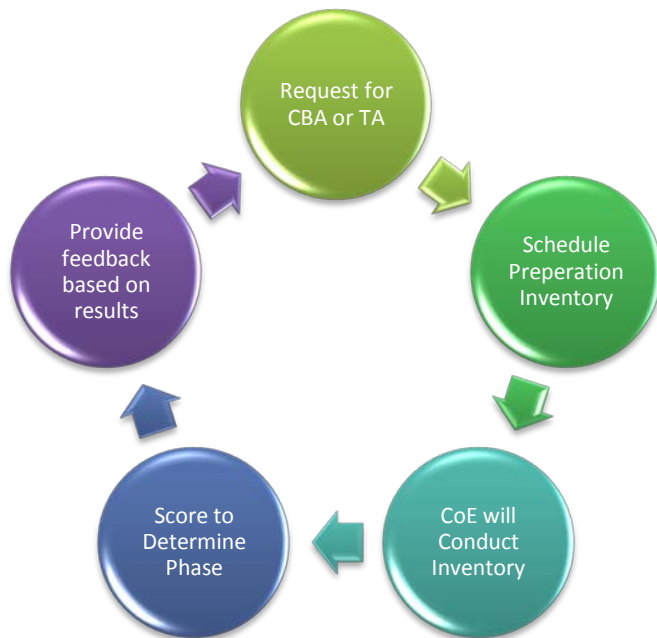 Request for
CBA or TA
Schedule
Preperation
Inventory
CoE will
Conduct
Inventory
Score to
Determine
Phase
Provide
feedback
based on
results